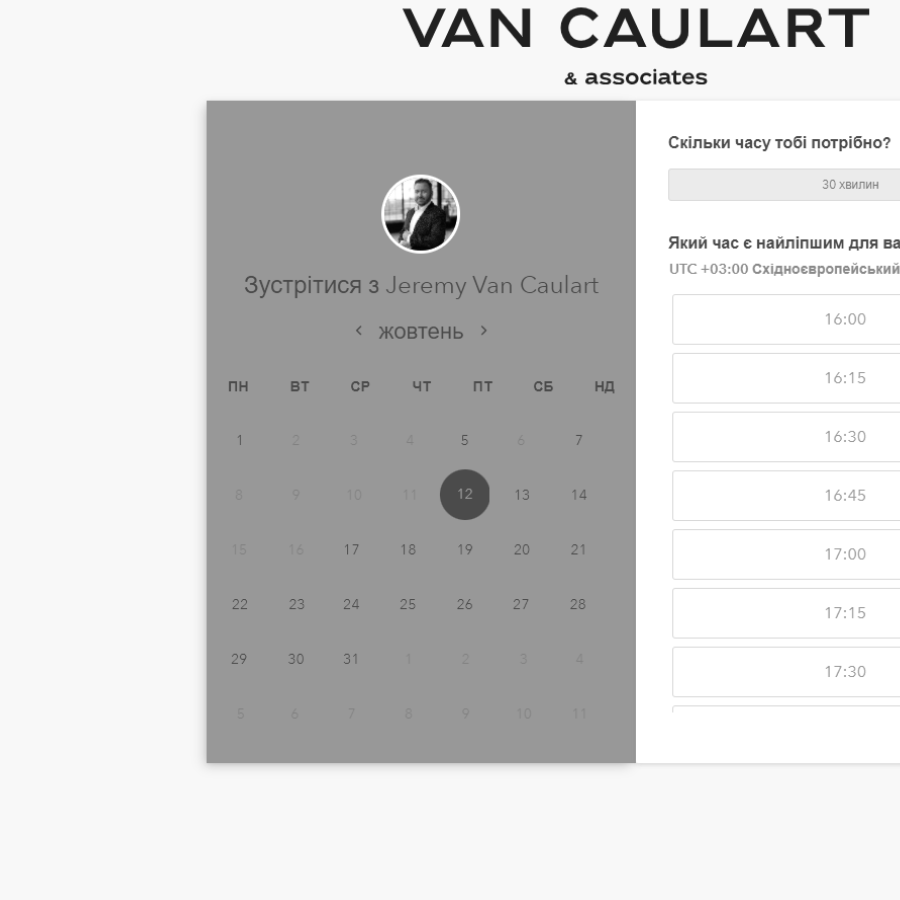 VAN CAULART
& associates
Зустрітися з Jeremy Van Caulart
жовтень
ПН ВТ СР ЧТ ПТ СБ НД
1 2 3 4 5 6 7
8 9 10 11 12 13 14
15 16 17 18 19 20 21
22 23 24 25 26 27 28
29 30 31 1 2 3 4
5 6 7 8 9 10 11
Скільки часу тобі потрібно?
30 хвилин
Який час є найліпшим для ва
UTC +03:00 Східноєвропейський
16:00
16:15
16:30
16:45
17:00
17:15
17:30